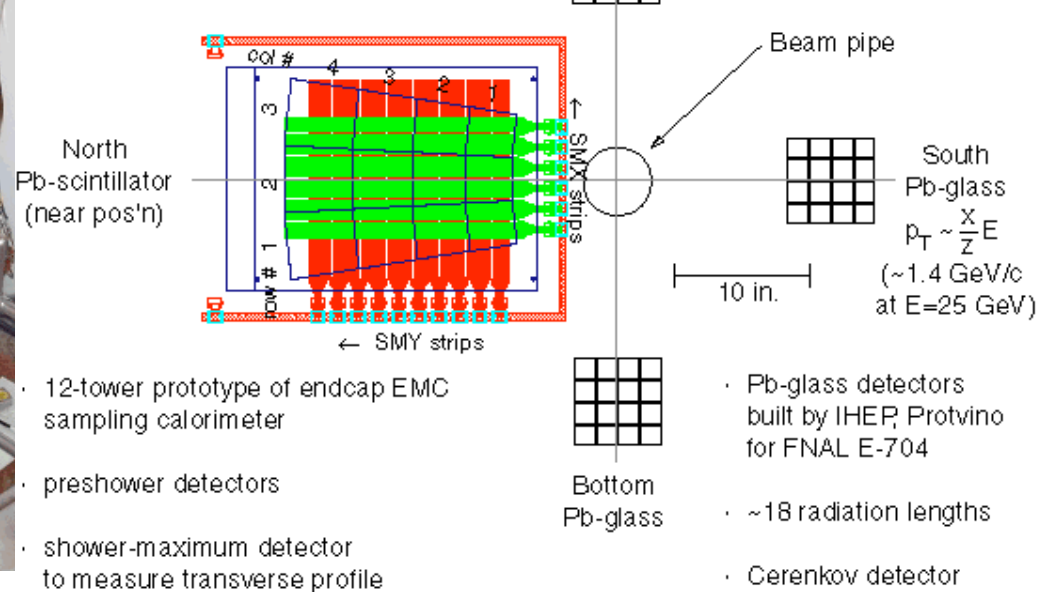 Beam pipe
col #
4
3
2
1
3
2
1
row #
← SMX strips
← SMY strips
North
Pb-scintillator
(near pos'n)
South
Pb-glass
p_T ~ x/z E
(~1.4 GeV/c
at E=25 GeV)
10 in.
· 12-tower prototype of endcap EMC
sampling calorimeter
· preshower detectors
· shower-maximum detector
to measure transverse profile
Bottom
Pb-glass
· Pb-glass detectors
built by IHEP, Protvino
for FNAL E-704
· ~18 radiation lengths
· Cerenkov detector